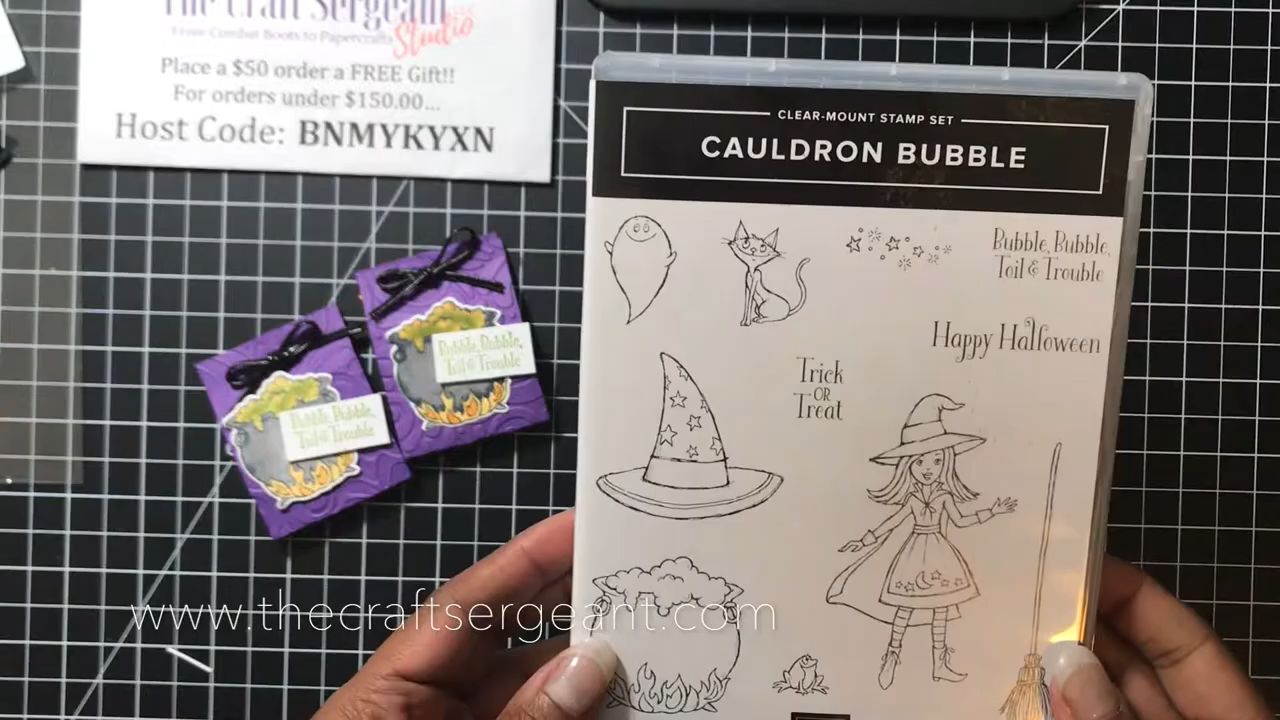 The Craft Sergeant
Studio
From Combat Boots to Papercrafts
Place a $50 order a FREE Gift!!
For orders under $150.00...
Host Code: BNMYKYXN
CLEAR-MOUNT STAMP SET
CAULDRON BUBBLE
Bubble, Bubble,
Toil & Trouble
Happy Halloween
Trick
OR
Treat
Bubble, Bubble,
Toil & Trouble
Bubble, Bubble,
Toil & Trouble
www.thecraftsergeant.com